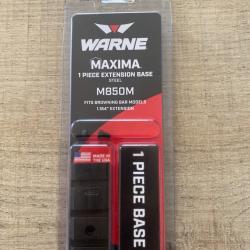 WARNE
MAXIMA
1 PIECE EXTENSION BASE
STEEL
M850M
FITS BROWNING BAR MODELS
1.164" EXTENSION
MADE IN
THE USA
1 PIECE BASE